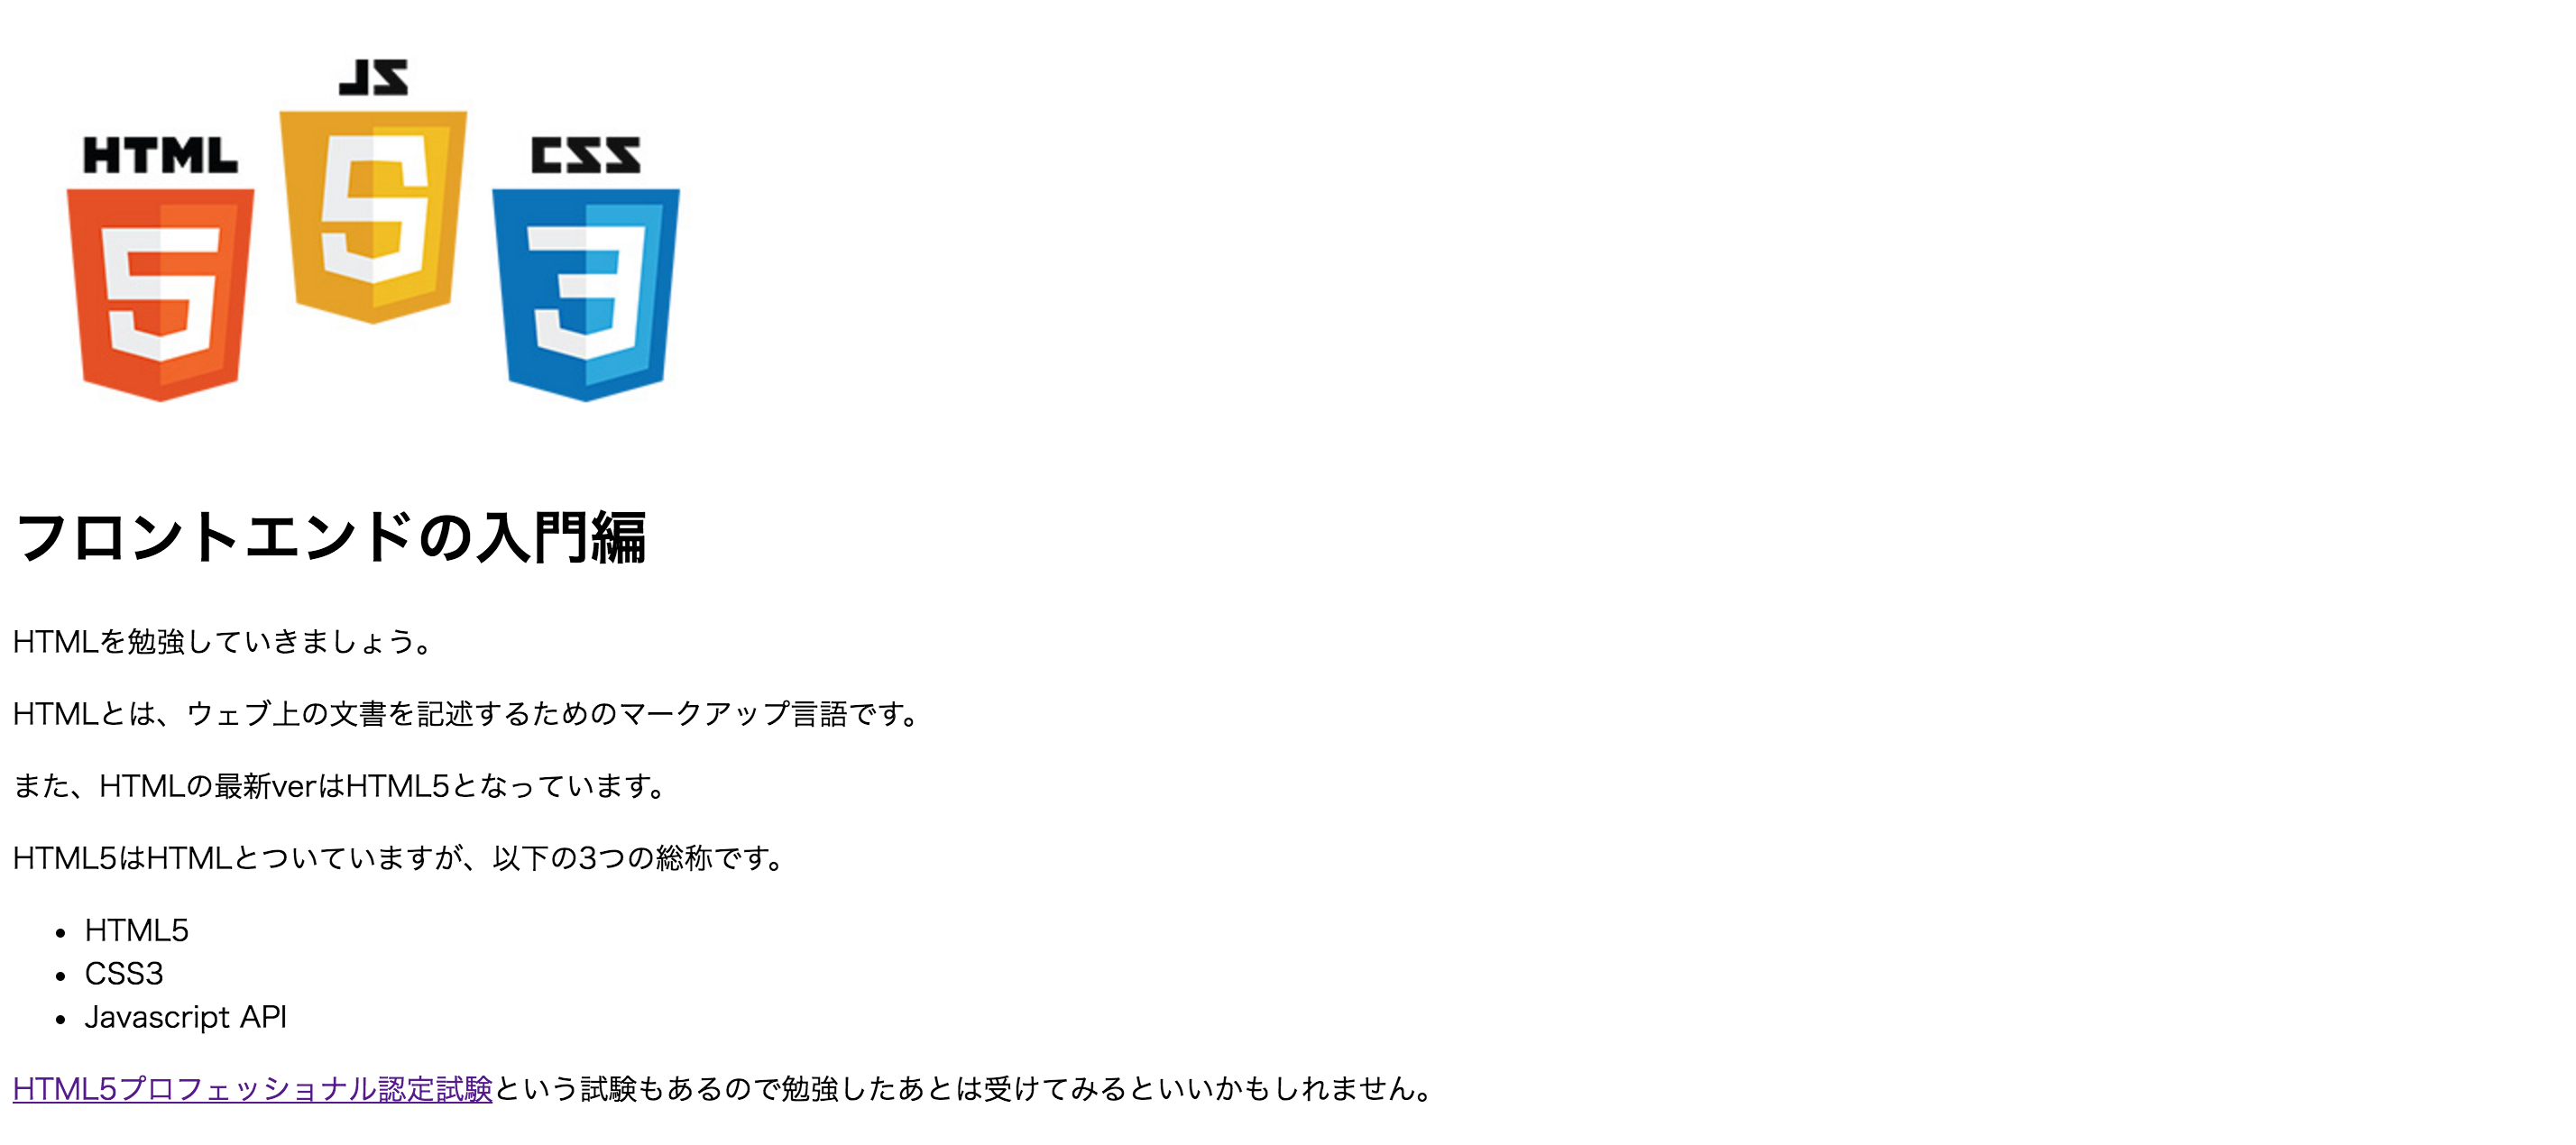 JS
HTML
CSS
5
5
3
フロントエンドの入門編
HTMLを勉強していきましょう。
HTMLとは、ウェブ上の文書を記述するためのマークアップ言語です。
また、HTMLの最新verはHTML5となっています。
HTML5はHTMLとついていますが、以下の3つの総称です。
• HTML5
• CSS3
• Javascript API
HTML5プロフェッショナル認定試験という試験もあるので勉強したあとは受けてみるといいかもしれません。